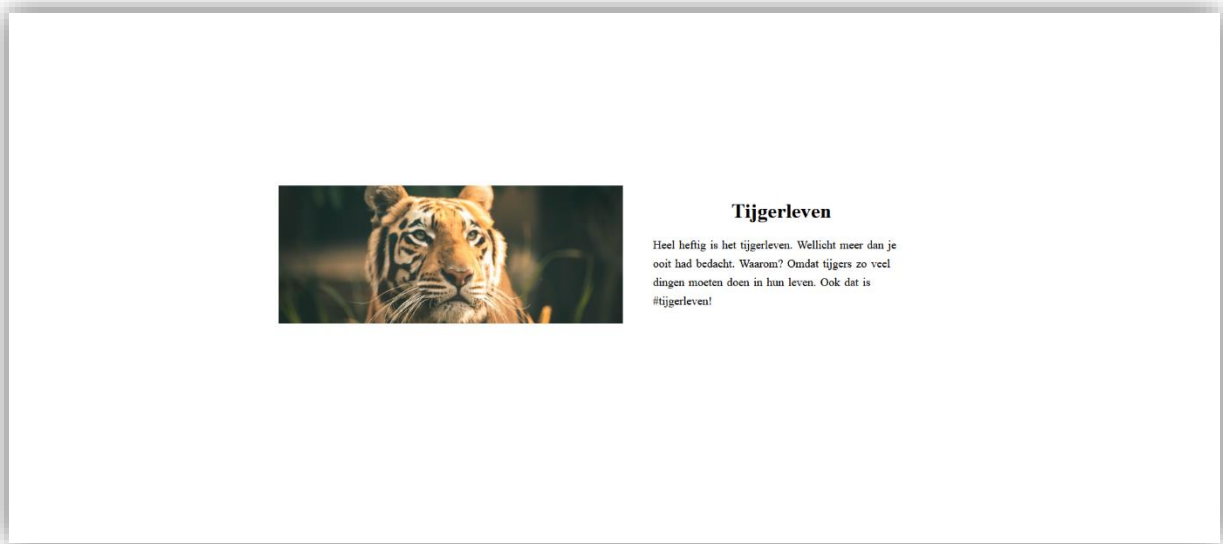 Tijgerleven
Heel heftig is het tijgerleven. Wellicht meer dan je
ooit had bedacht. Waarom? Omdat tijgers zo veel
dingen moeten doen in hun leven. Ook dat is
#tijgerleven!